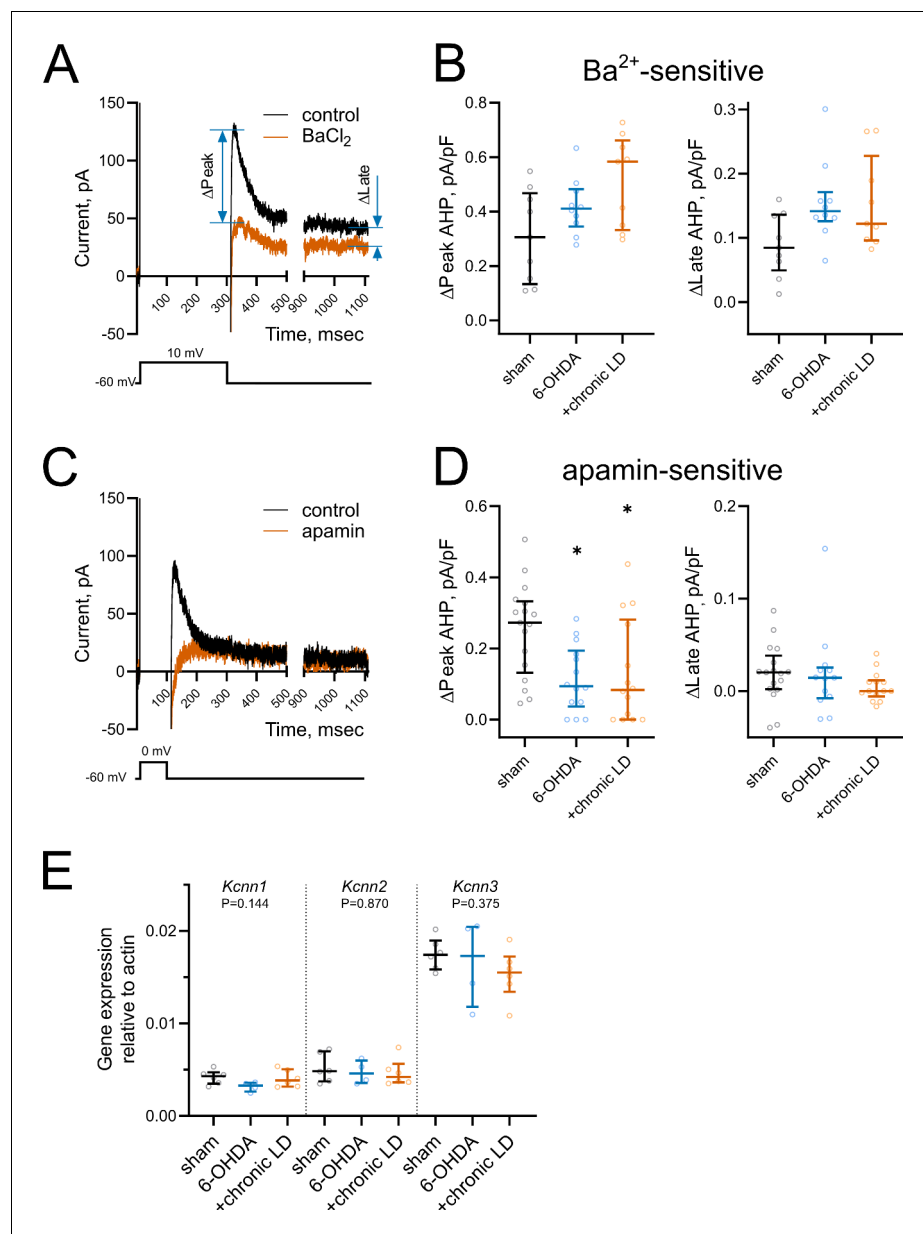 A
control
BaCl2
ΔPeak
ΔLate
Current, pA
150
100
50
0
-50
100
200
300
400
500
900
1000
1100
Time, msec
10 mV
-60 mV
B
Ba2+-sensitive
ΔPeak AHP, pA/pF
0.8
0.6
0.4
0.2
0.0
sham
6-OHDA
+chronic LD
ΔLate AHP, pA/pF
0.3
0.2
0.1
0.0
sham
6-OHDA
+chronic LD
C
control
apamin
Current, pA
150
100
50
0
-50
100
200
300
400
500
900
1000
1100
Time, msec
0 mV
-60 mV
D
apamin-sensitive
ΔPeak AHP, pA/pF
0.6
0.4
0.2
0.0
*
*
sham
6-OHDA
+chronic LD
ΔLate AHP, pA/pF
0.2
0.1
0.0
sham
6-OHDA
+chronic LD
E
Gene expression
relative to actin
0.02
0.01
0.00
Kcnn1
P=0.144
Kcnn2
P=0.870
Kcnn3
P=0.375
sham
6-OHDA
+chronic LD
sham
6-OHDA
+chronic LD
sham
6-OHDA
+chronic LD